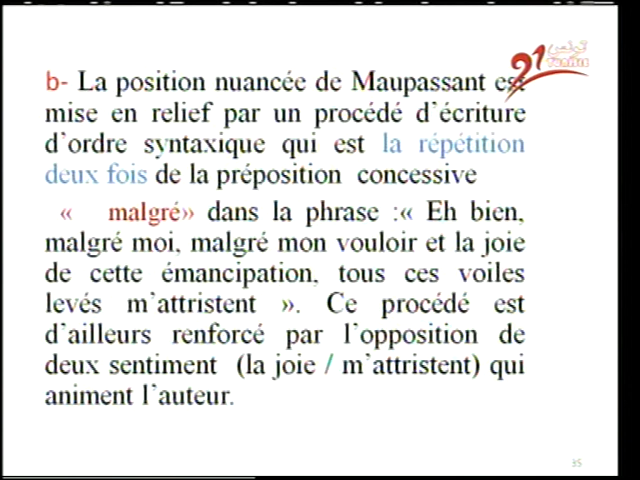 21 تونس
TUNISIE
b- La position nuancée de Maupassant est
mise en relief par un procédé d’écriture
d’ordre syntaxique qui est la répétition
deux fois de la préposition concessive
« malgré» dans la phrase :« Eh bien,
malgré moi, malgré mon vouloir et la joie
de cette émancipation, tous ces voiles
levés m’attristent ». Ce procédé est
d’ailleurs renforcé par l’opposition de
deux sentiment (la joie / m’attristent) qui
animent l’auteur.
35